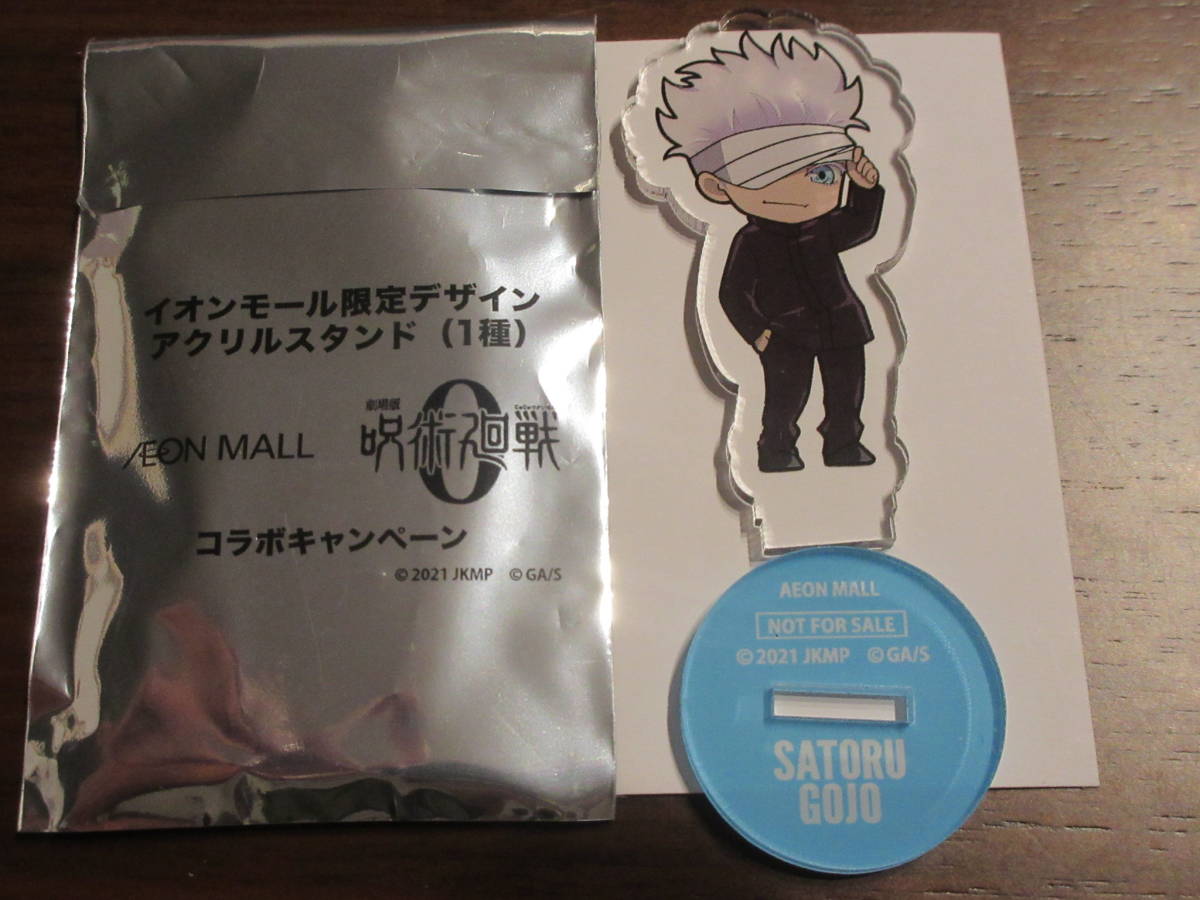 イオンモール限定デザイン
アクリルスタンド（1種）
ÆON MALL
劇場版
呪術廻戦
0
コラボキャンペーン
© 2021 JKMP © GA/S
AEON MALL
NOT FOR SALE
© 2021 JKMP © GA/S
SATORU
GOJO